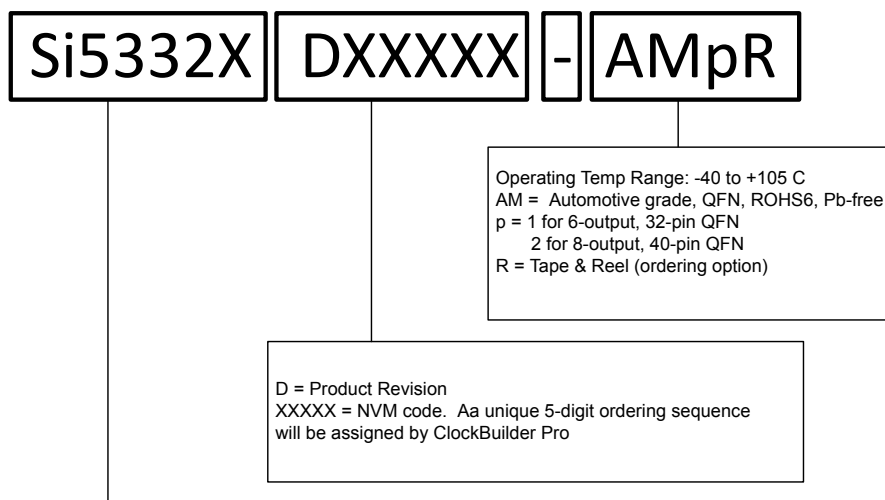 Si5332X DXXXXX - AMpR
Operating Temp Range: -40 to +105 C
AM = Automotive grade, QFN, ROHS6, Pb-free
p = 1 for 6-output, 32-pin QFN
2 for 8-output, 40-pin QFN
R = Tape & Reel (ordering option)
D = Product Revision
XXXXX = NVM code. Aa unique 5-digit ordering sequence
will be assigned by ClockBuilder Pro